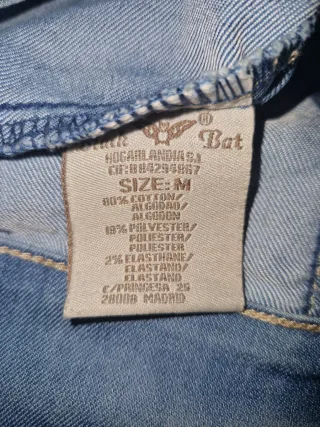 Bat
®
HOGARLANDIA S.L
CIF:B84294867
SIZE:M
80% COTTON/
ALGODAO/
ALGODON
18% POLYESTER/
POLIESTER/
POLIESTER
2% ELASTHANE/
ELASTANO/
ELASTANO
C/PRINCESA 25
28008 MADRID